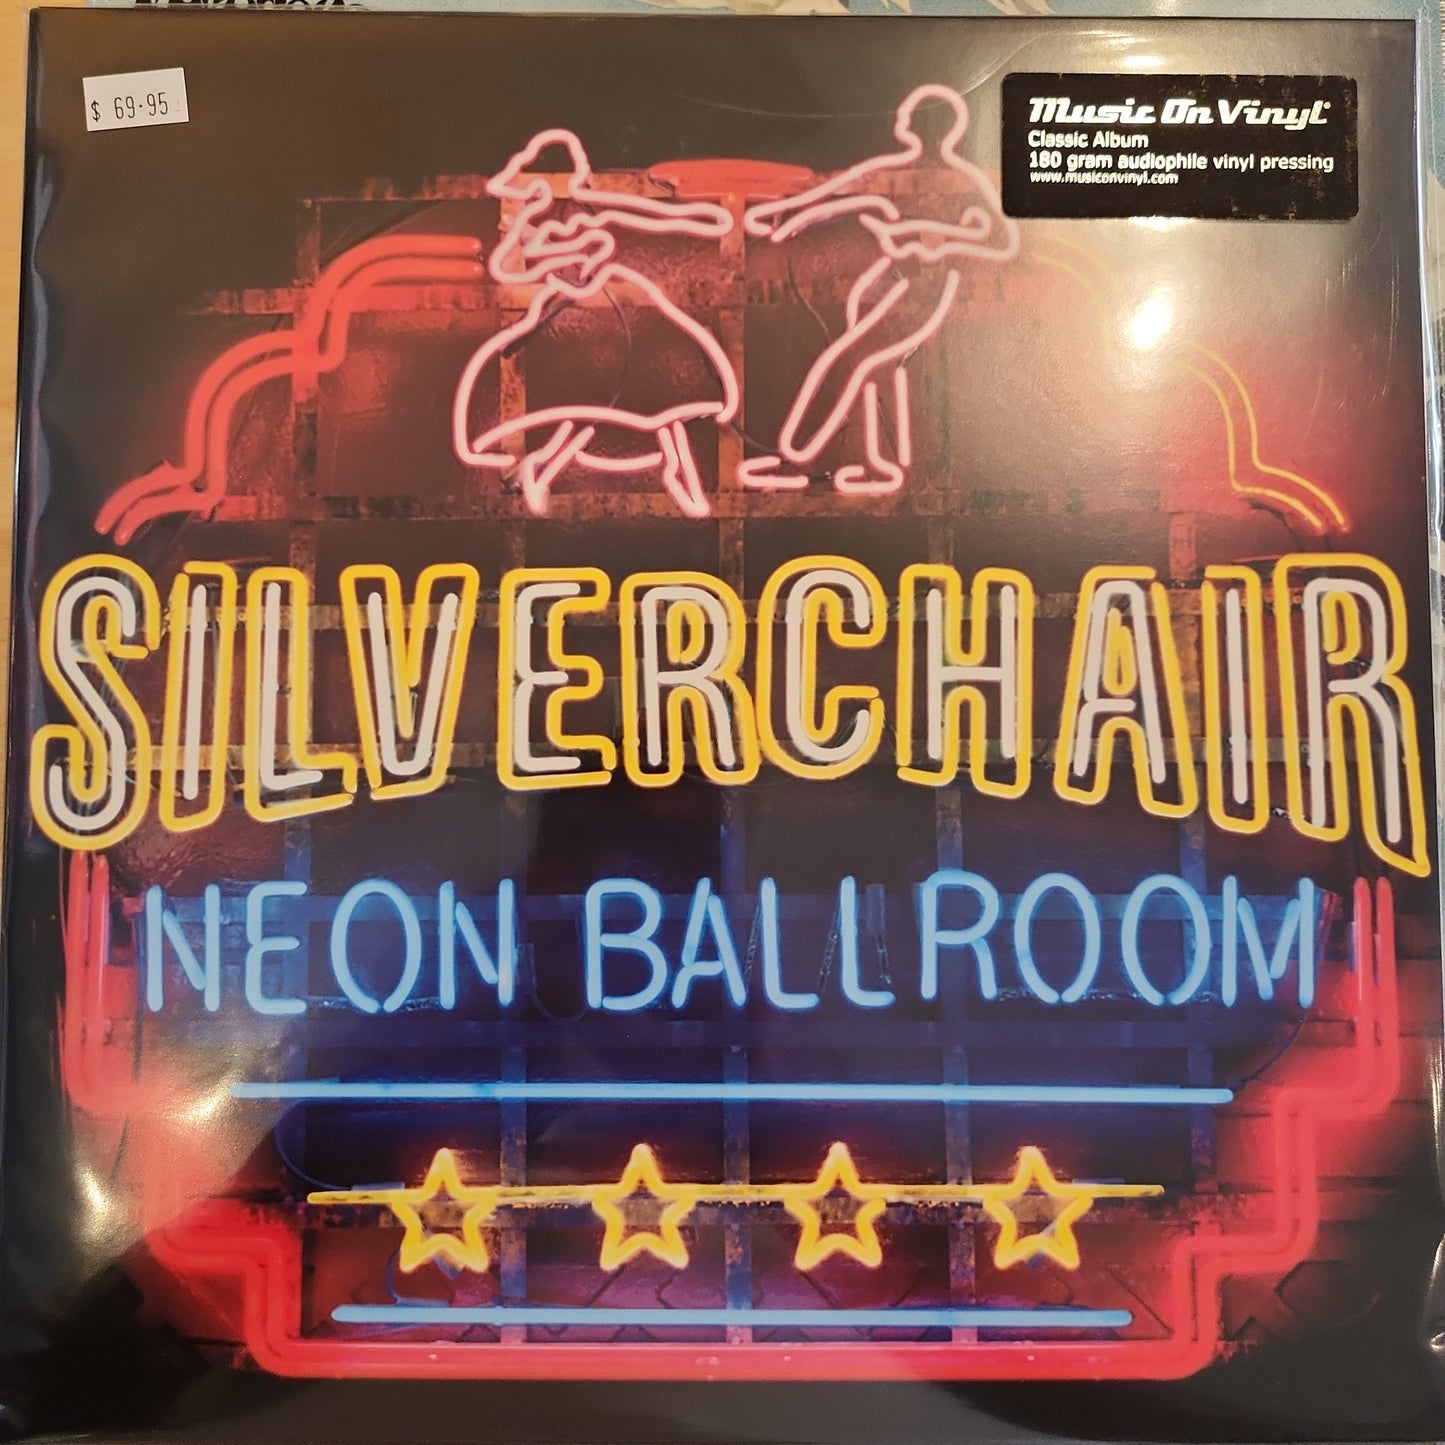 $ 69.95
Music On Vinyl
Classic Album
180 gram audiophile vinyl pressing
www.musiconvinyl.com
SILVERCHAIR
NEON BALLROOM